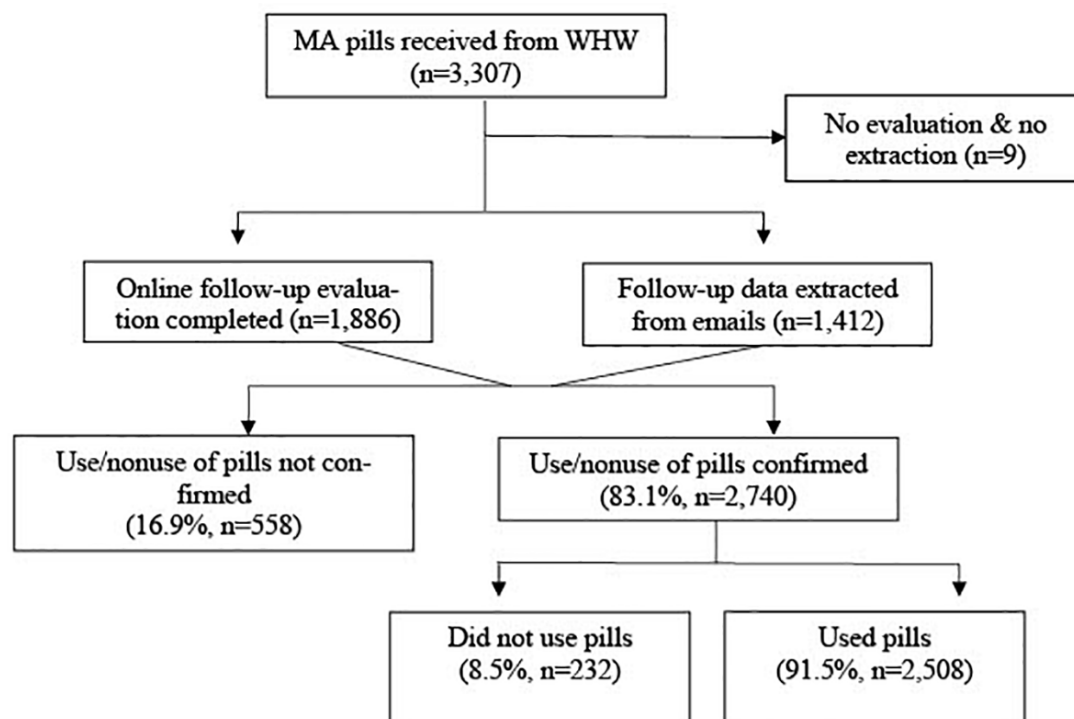 MA pills received from WHW
(n=3,307)
No evaluation & no
extraction (n=9)
Online follow-up evalua-
tion completed (n=1,886)
Follow-up data extracted
from emails (n=1,412)
Use/nonuse of pills not con-
firmed
(16.9%, n=558)
Use/nonuse of pills confirmed
(83.1%, n=2,740)
Did not use pills
(8.5%, n=232)
Used pills
(91.5%, n=2,508)